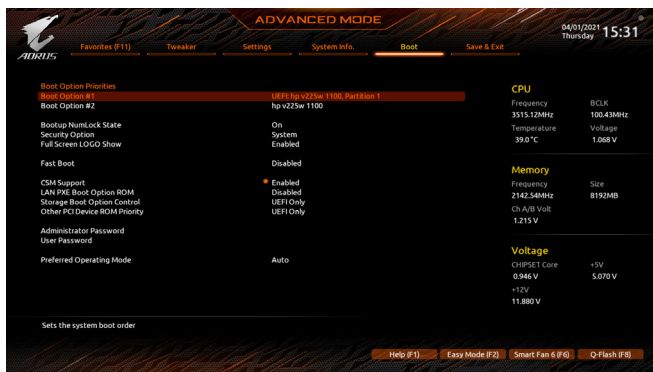 ADVANCED MODE
04/01/2021 Thursday 15:31
AORUS
Favorites (F11) Tweaker Settings System Info. Boot Save & Exit
Boot Option Priorities
Boot Option #1 UEFI: hp v225w 1100, Partition 1
Boot Option #2 hp v225w 1100
Bootup NumLock State On
Security Option System
Full Screen LOGO Show Enabled
Fast Boot Disabled
CSM Support * Enabled
LAN PXE Boot Option ROM Disabled
Storage Boot Option Control UEFI Only
Other PCI Device ROM Priority UEFI Only
Administrator Password
User Password
Preferred Operating Mode Auto
CPU
Frequency BCLK
3515.12MHz 100.43MHz
Temperature Voltage
39.0 °C 1.068 V
Memory
Frequency Size
2142.54MHz 8192MB
Ch A/B Volt
1.215 V
Voltage
CHIPSET Core +5V
0.946 V 5.070 V
+12V
11.880 V
Sets the system boot order
Help (F1) Easy Mode (F2) Smart Fan 6 (F6) Q-Flash (F8)